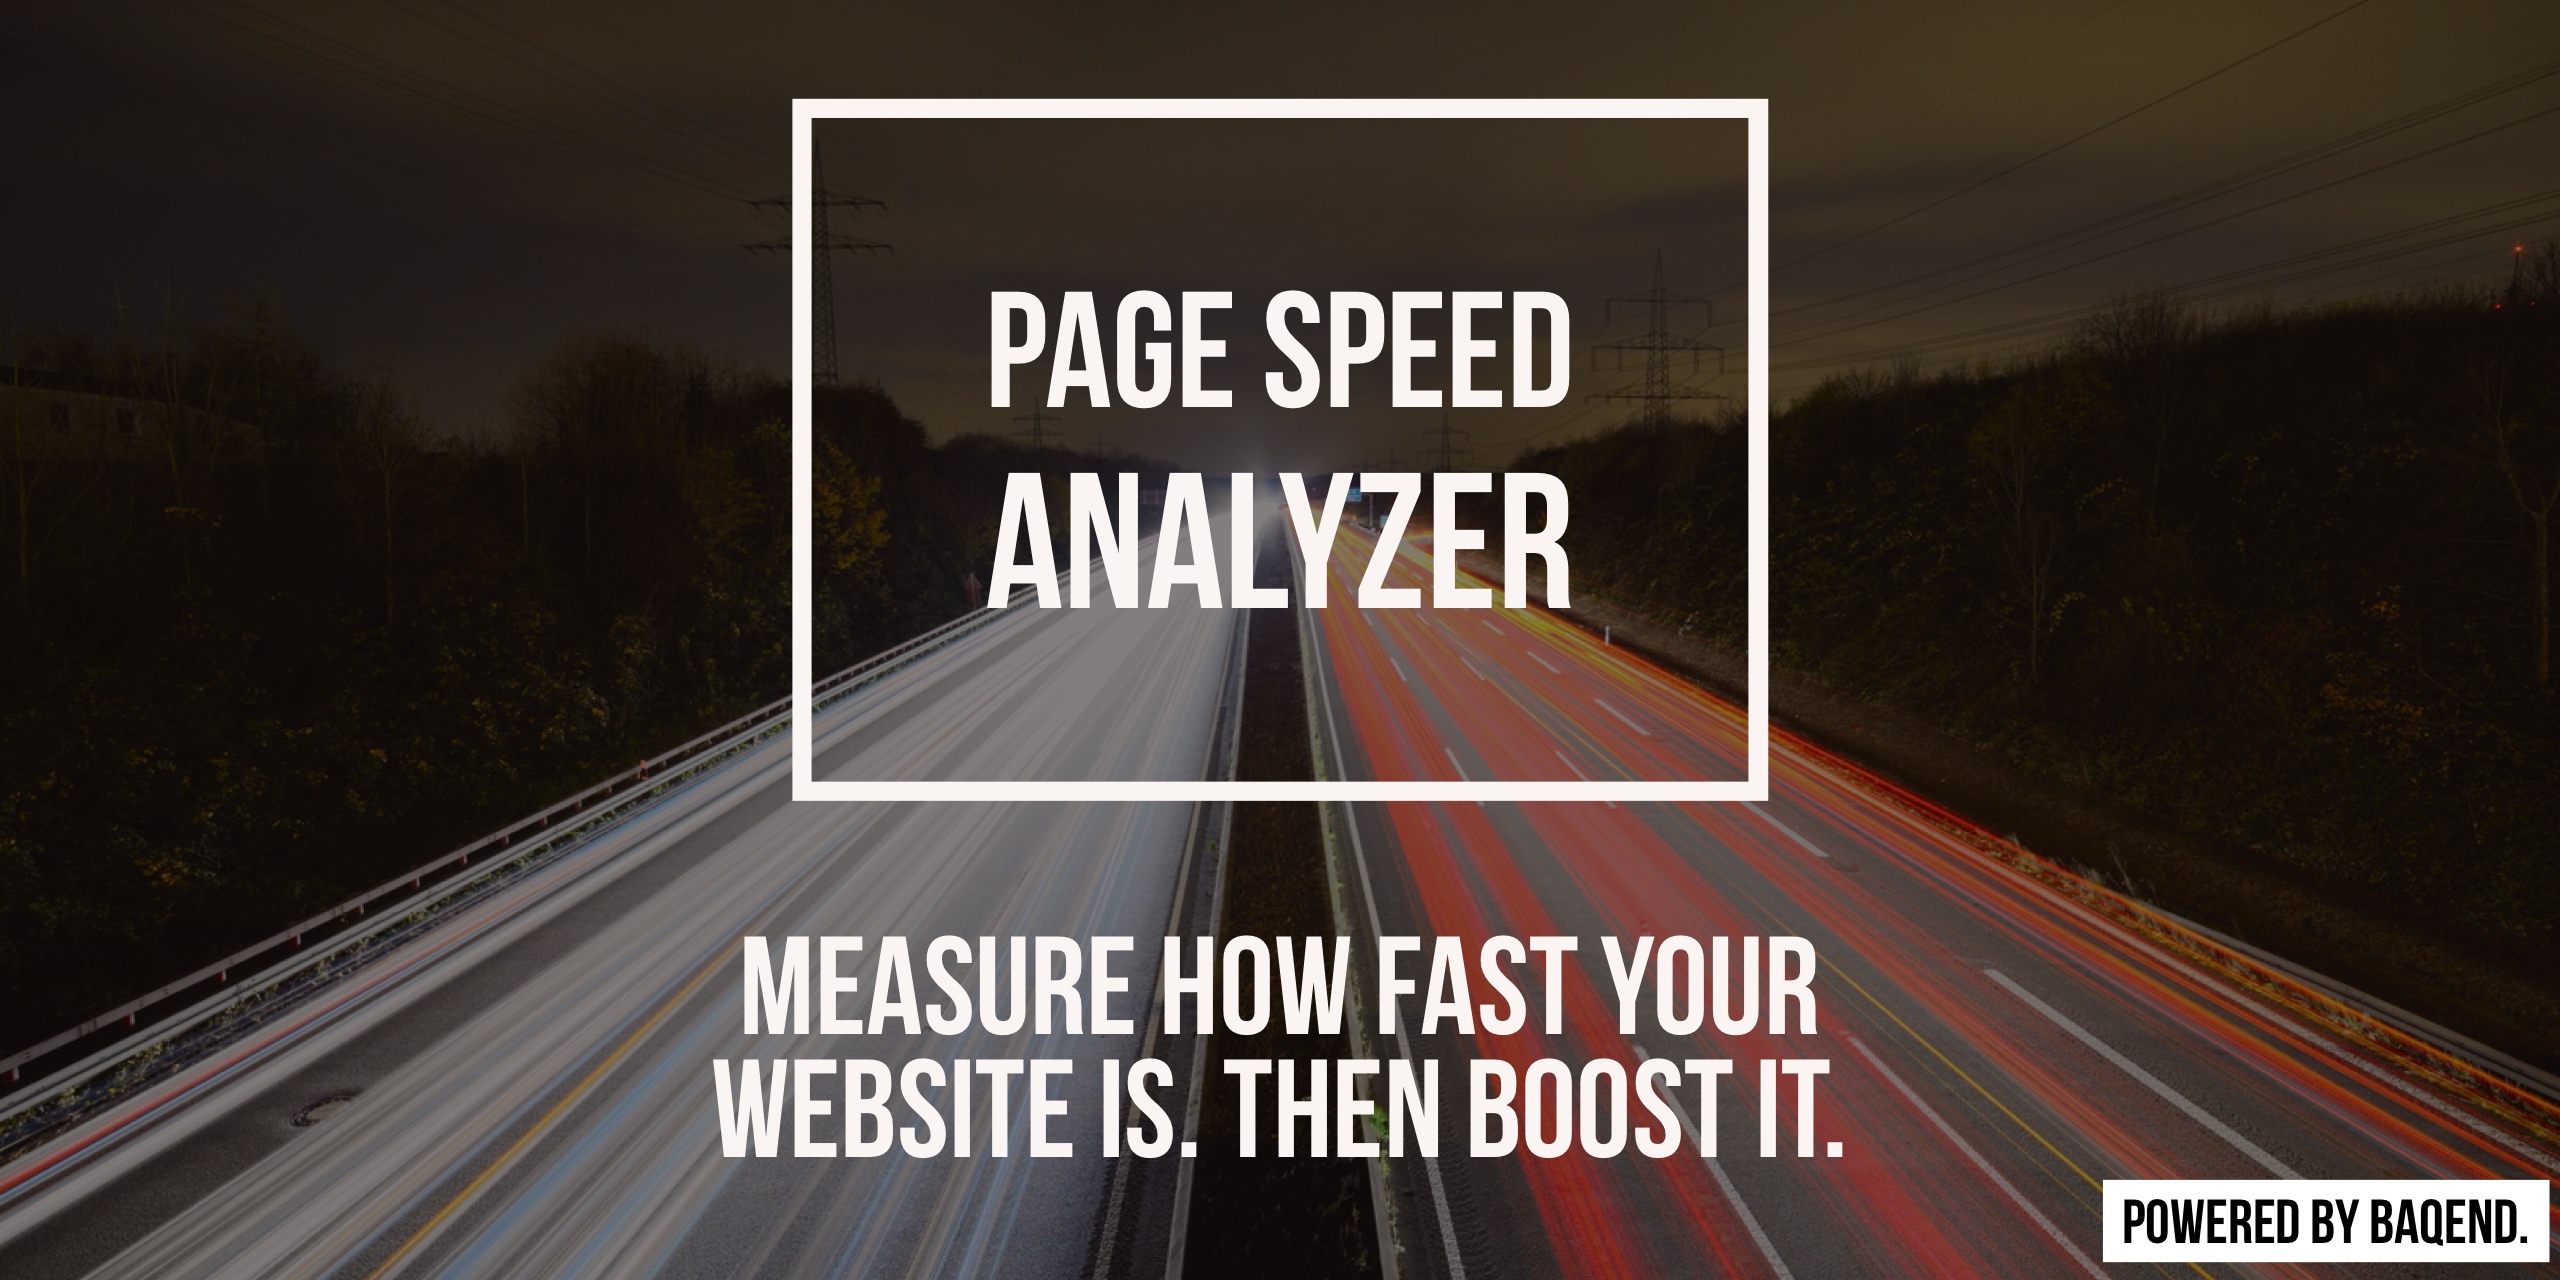 PAGE SPEED
ANALYZER
MEASURE HOW FAST YOUR
WEBSITE IS. THEN BOOST IT.
POWERED BY BAQEND.